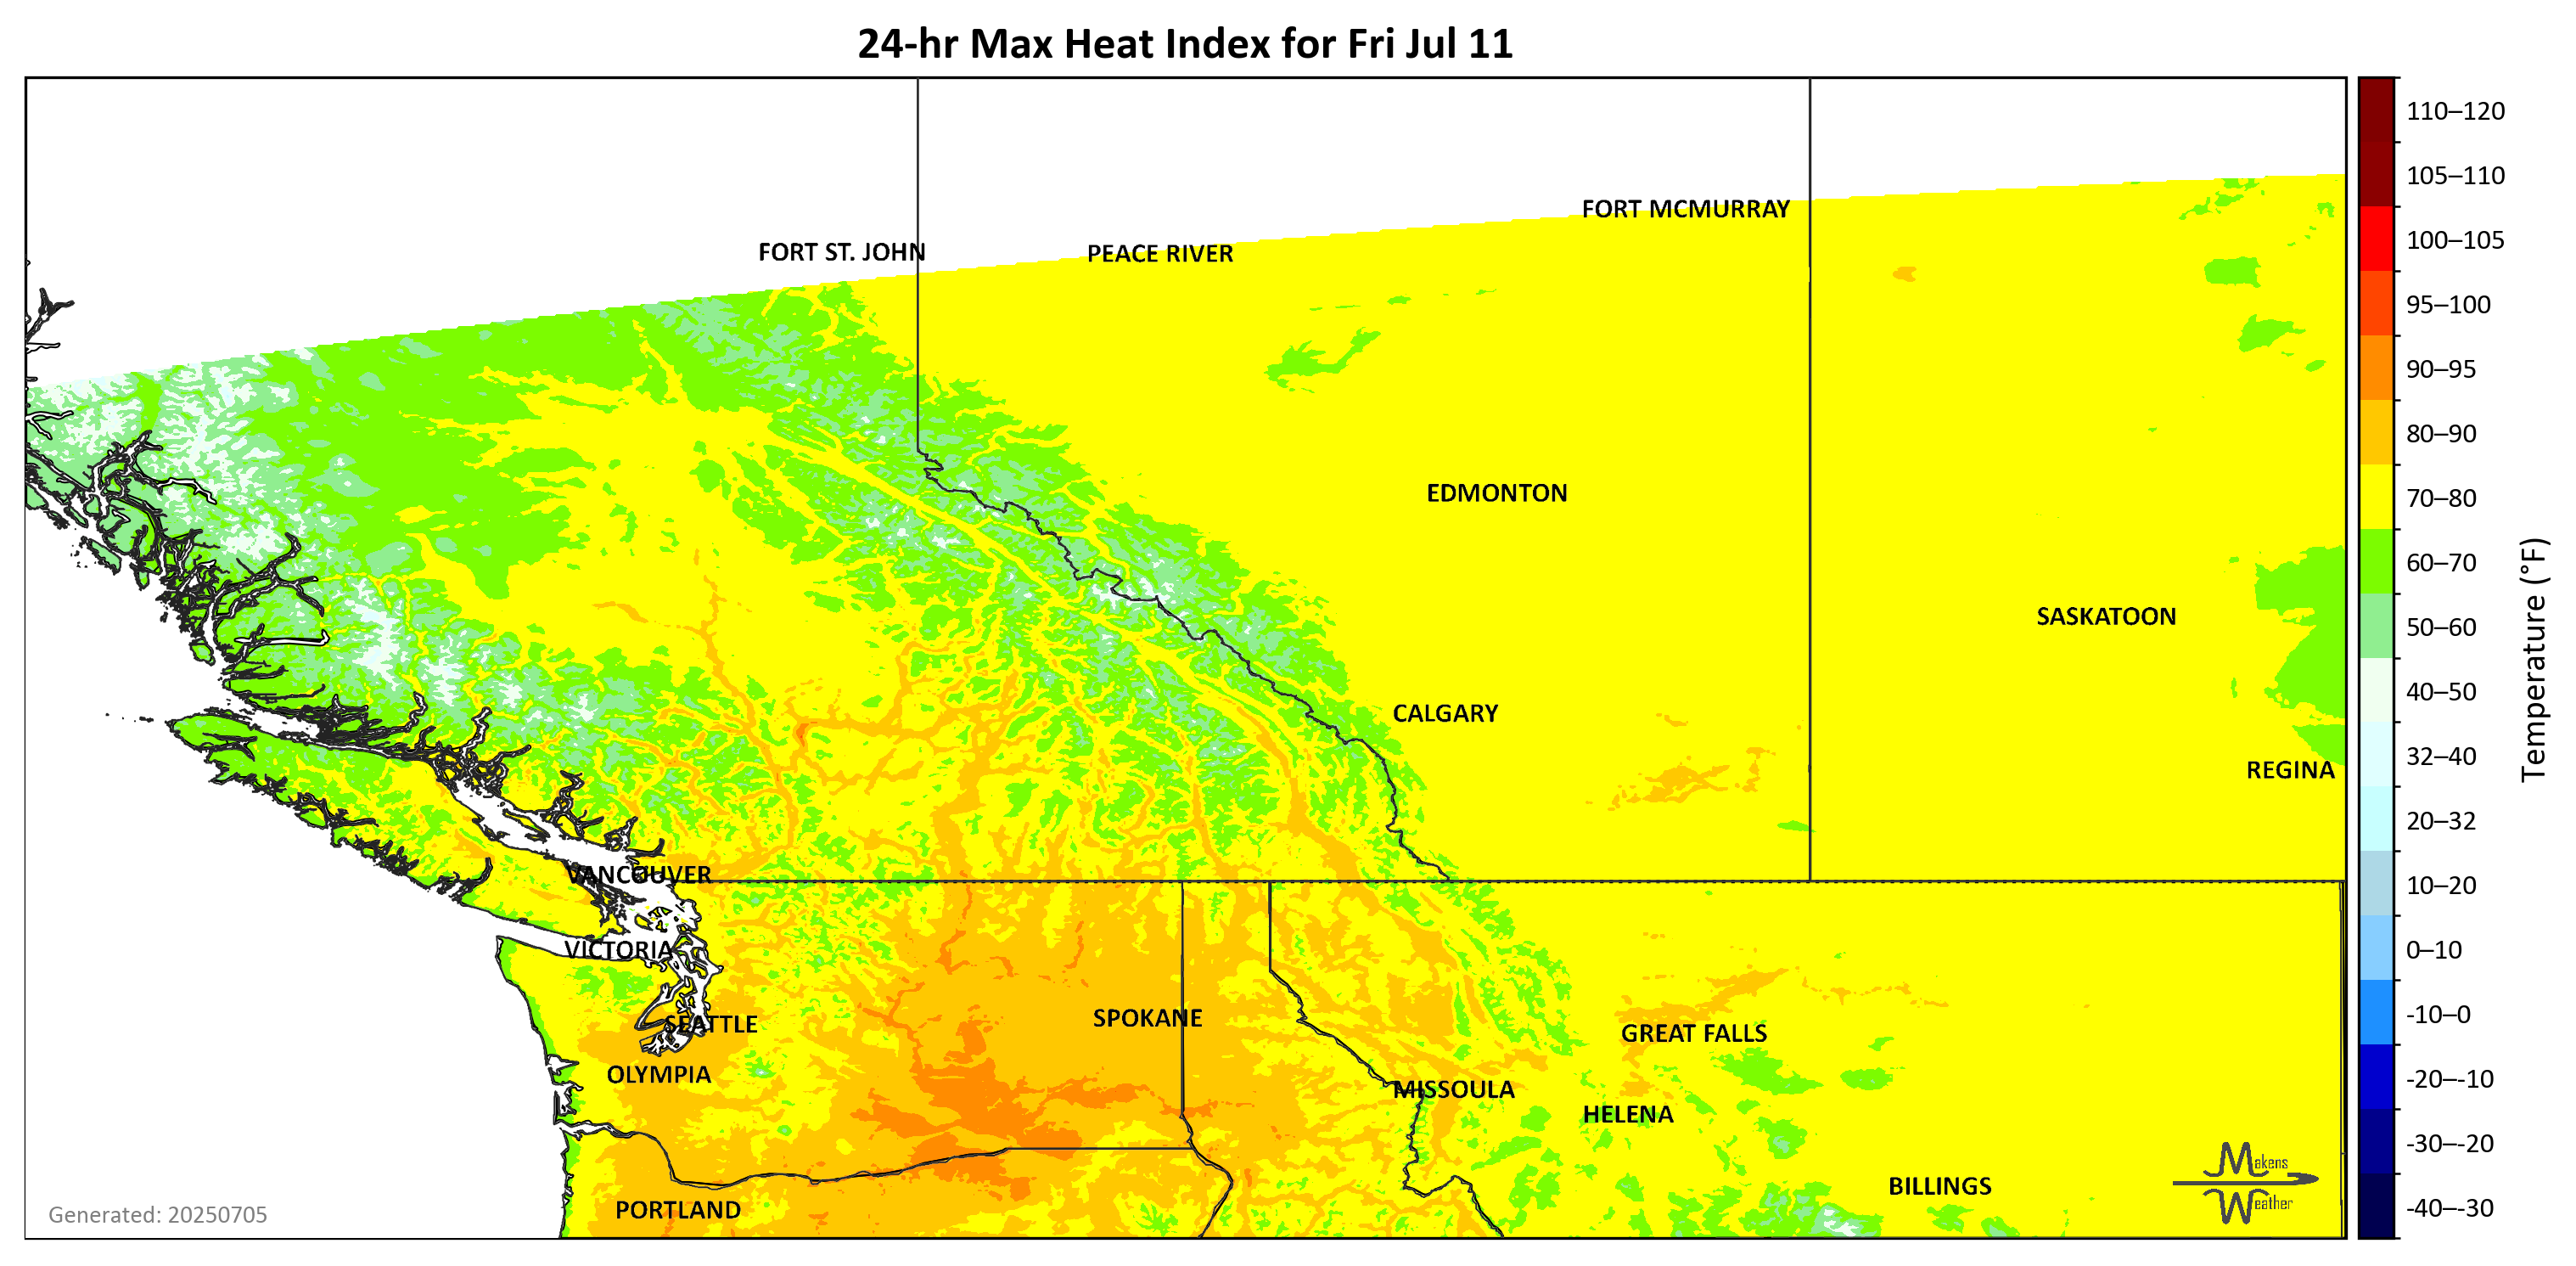 24-hr Max Heat Index for Fri Jul 11
FORT MCMURRAY
FORT ST. JOHN
PEACE RIVER
EDMONTON
SASKATOON
CALGARY
REGINA
VANCOUVER
VICTORIA
SEATTLE
SPOKANE
GREAT FALLS
OLYMPIA
MISSOULA
HELENA
BILLINGS
PORTLAND
Makens
Weather
Generated: 20250705
110–120
105–110
100–105
95–100
90–95
80–90
70–80
60–70
50–60
40–50
32–40
20–32
10–20
0–10
-10–0
-20–-10
-30–-20
-40–-30
Temperature (°F)